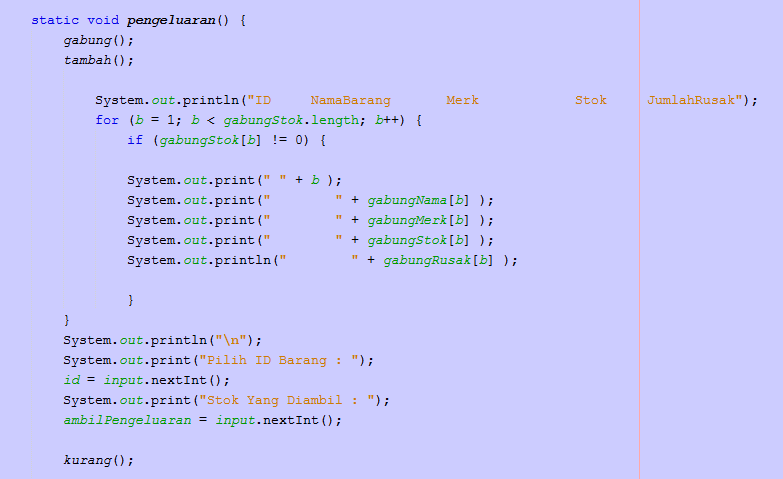 static void pengeluaran() {
gabung();
tambah();
System.out.println("ID     NamaBarang       Merk            Stok     JumlahRusak");
for (b = 1; b < gabungStok.length; b++) {
if (gabungStok[b] != 0) {
System.out.print(" " + b );
System.out.print("        " + gabungNama[b] );
System.out.print("        " + gabungMerk[b] );
System.out.print("        " + gabungStok[b] );
System.out.println("        " + gabungRusak[b] );
}
}
System.out.println("\n");
System.out.print("Pilih ID Barang : ");
id = input.nextInt();
System.out.print("Stok Yang Diambil : ");
ambilPengeluaran = input.nextInt();
kurang();